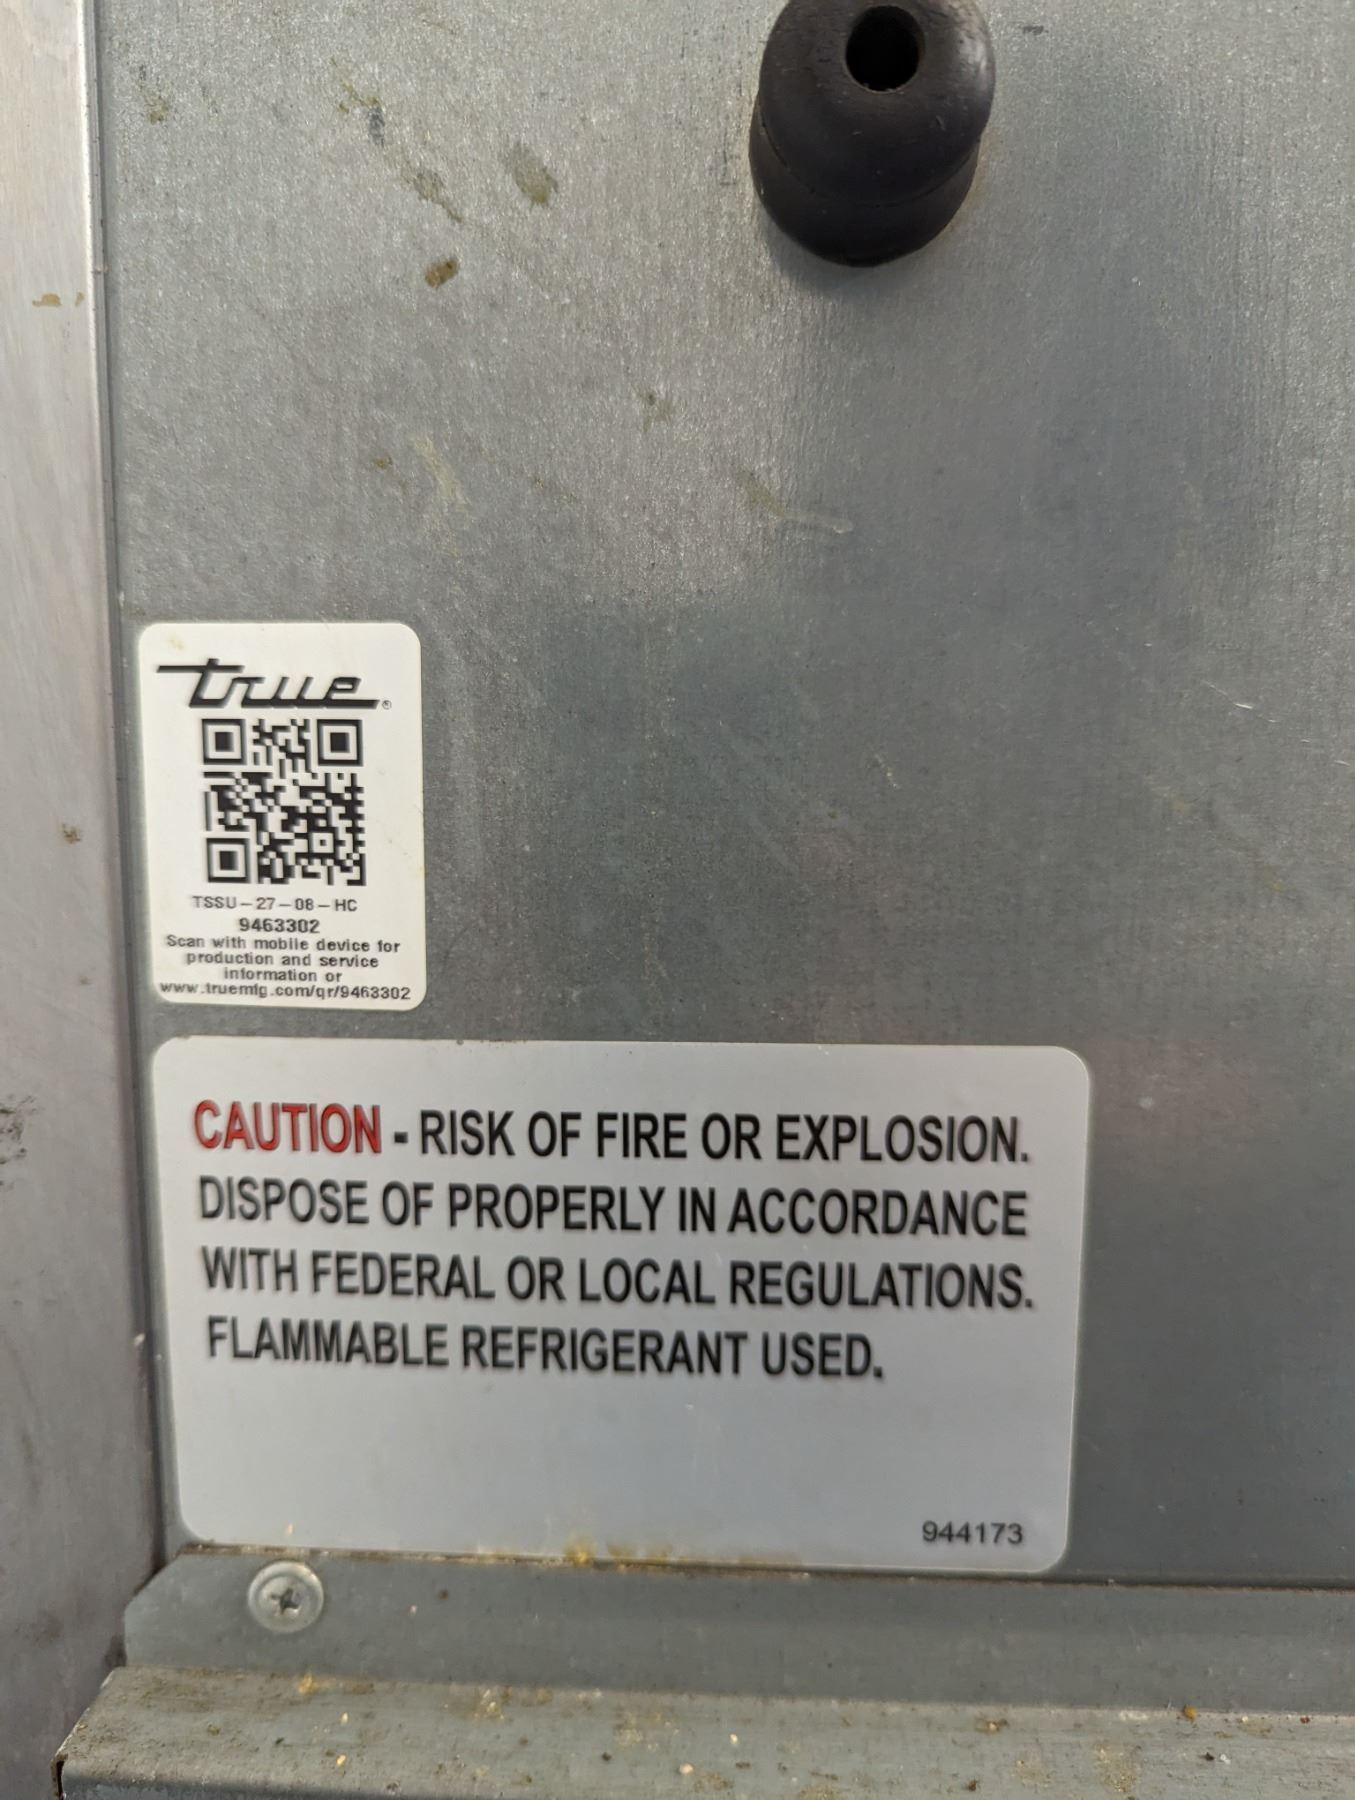 true®
TSSU-27-08-HC
9463302
Scan with mobile device for
production and service
information or
www.truemfg.com/qr/9463302
CAUTION - RISK OF FIRE OR EXPLOSION.
DISPOSE OF PROPERLY IN ACCORDANCE
WITH FEDERAL OR LOCAL REGULATIONS.
FLAMMABLE REFRIGERANT USED.
944173